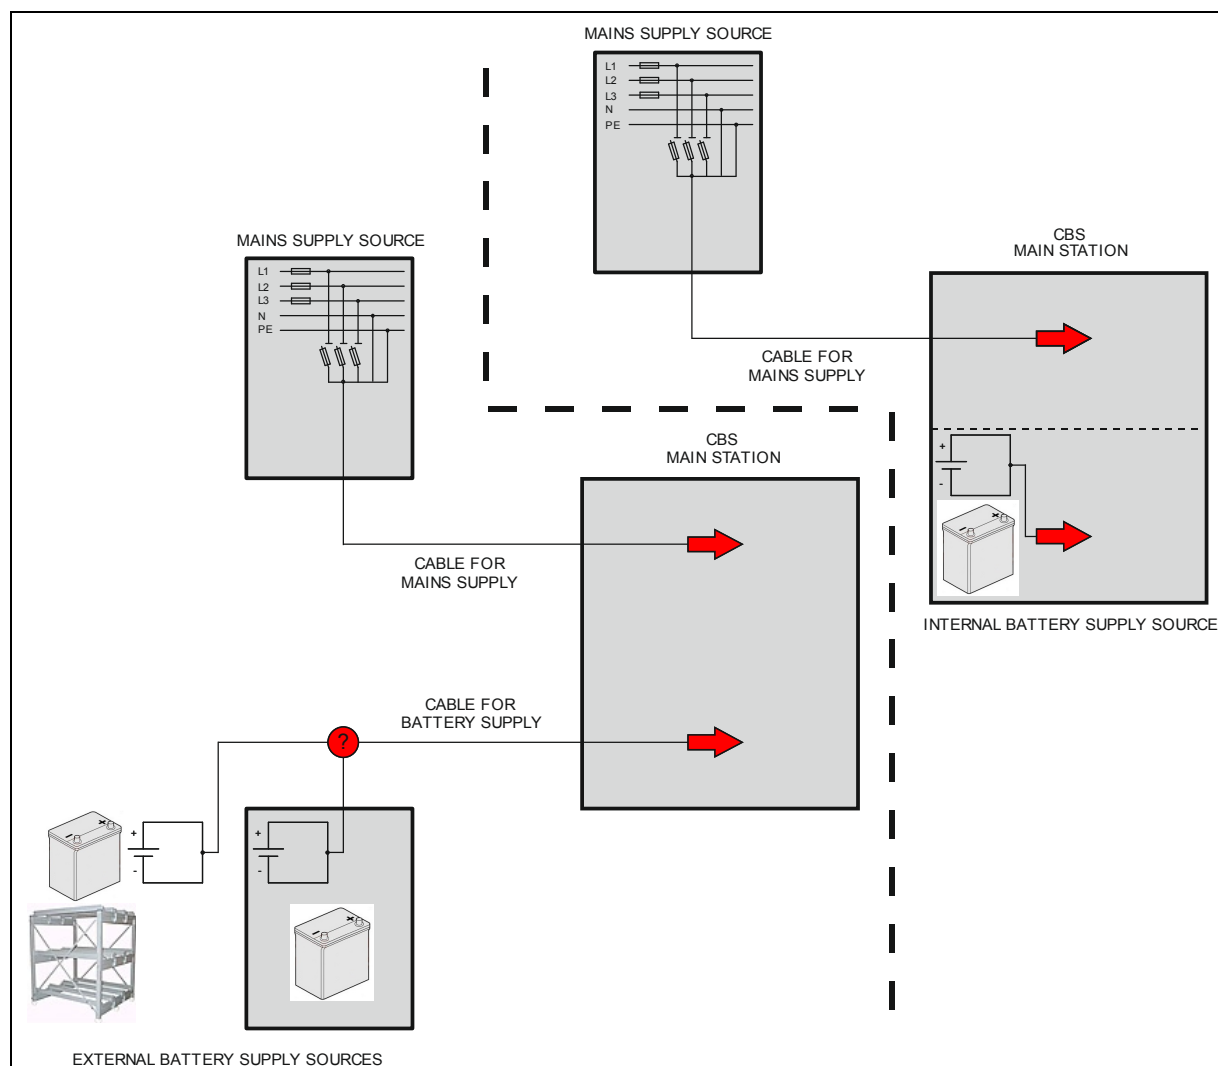 MAINS SUPPLY SOURCE
L1
L2
L3
N
PE
CBS
MAIN STATION
CABLE FOR
MAINS SUPPLY
+
-
INTERNAL BATTERY SUPPLY SOURCE
MAINS SUPPLY SOURCE
L1
L2
L3
N
PE
CBS
MAIN STATION
CABLE FOR
MAINS SUPPLY
CABLE FOR
BATTERY SUPPLY
?
+
-
+
-
EXTERNAL BATTERY SUPPLY SOURCES